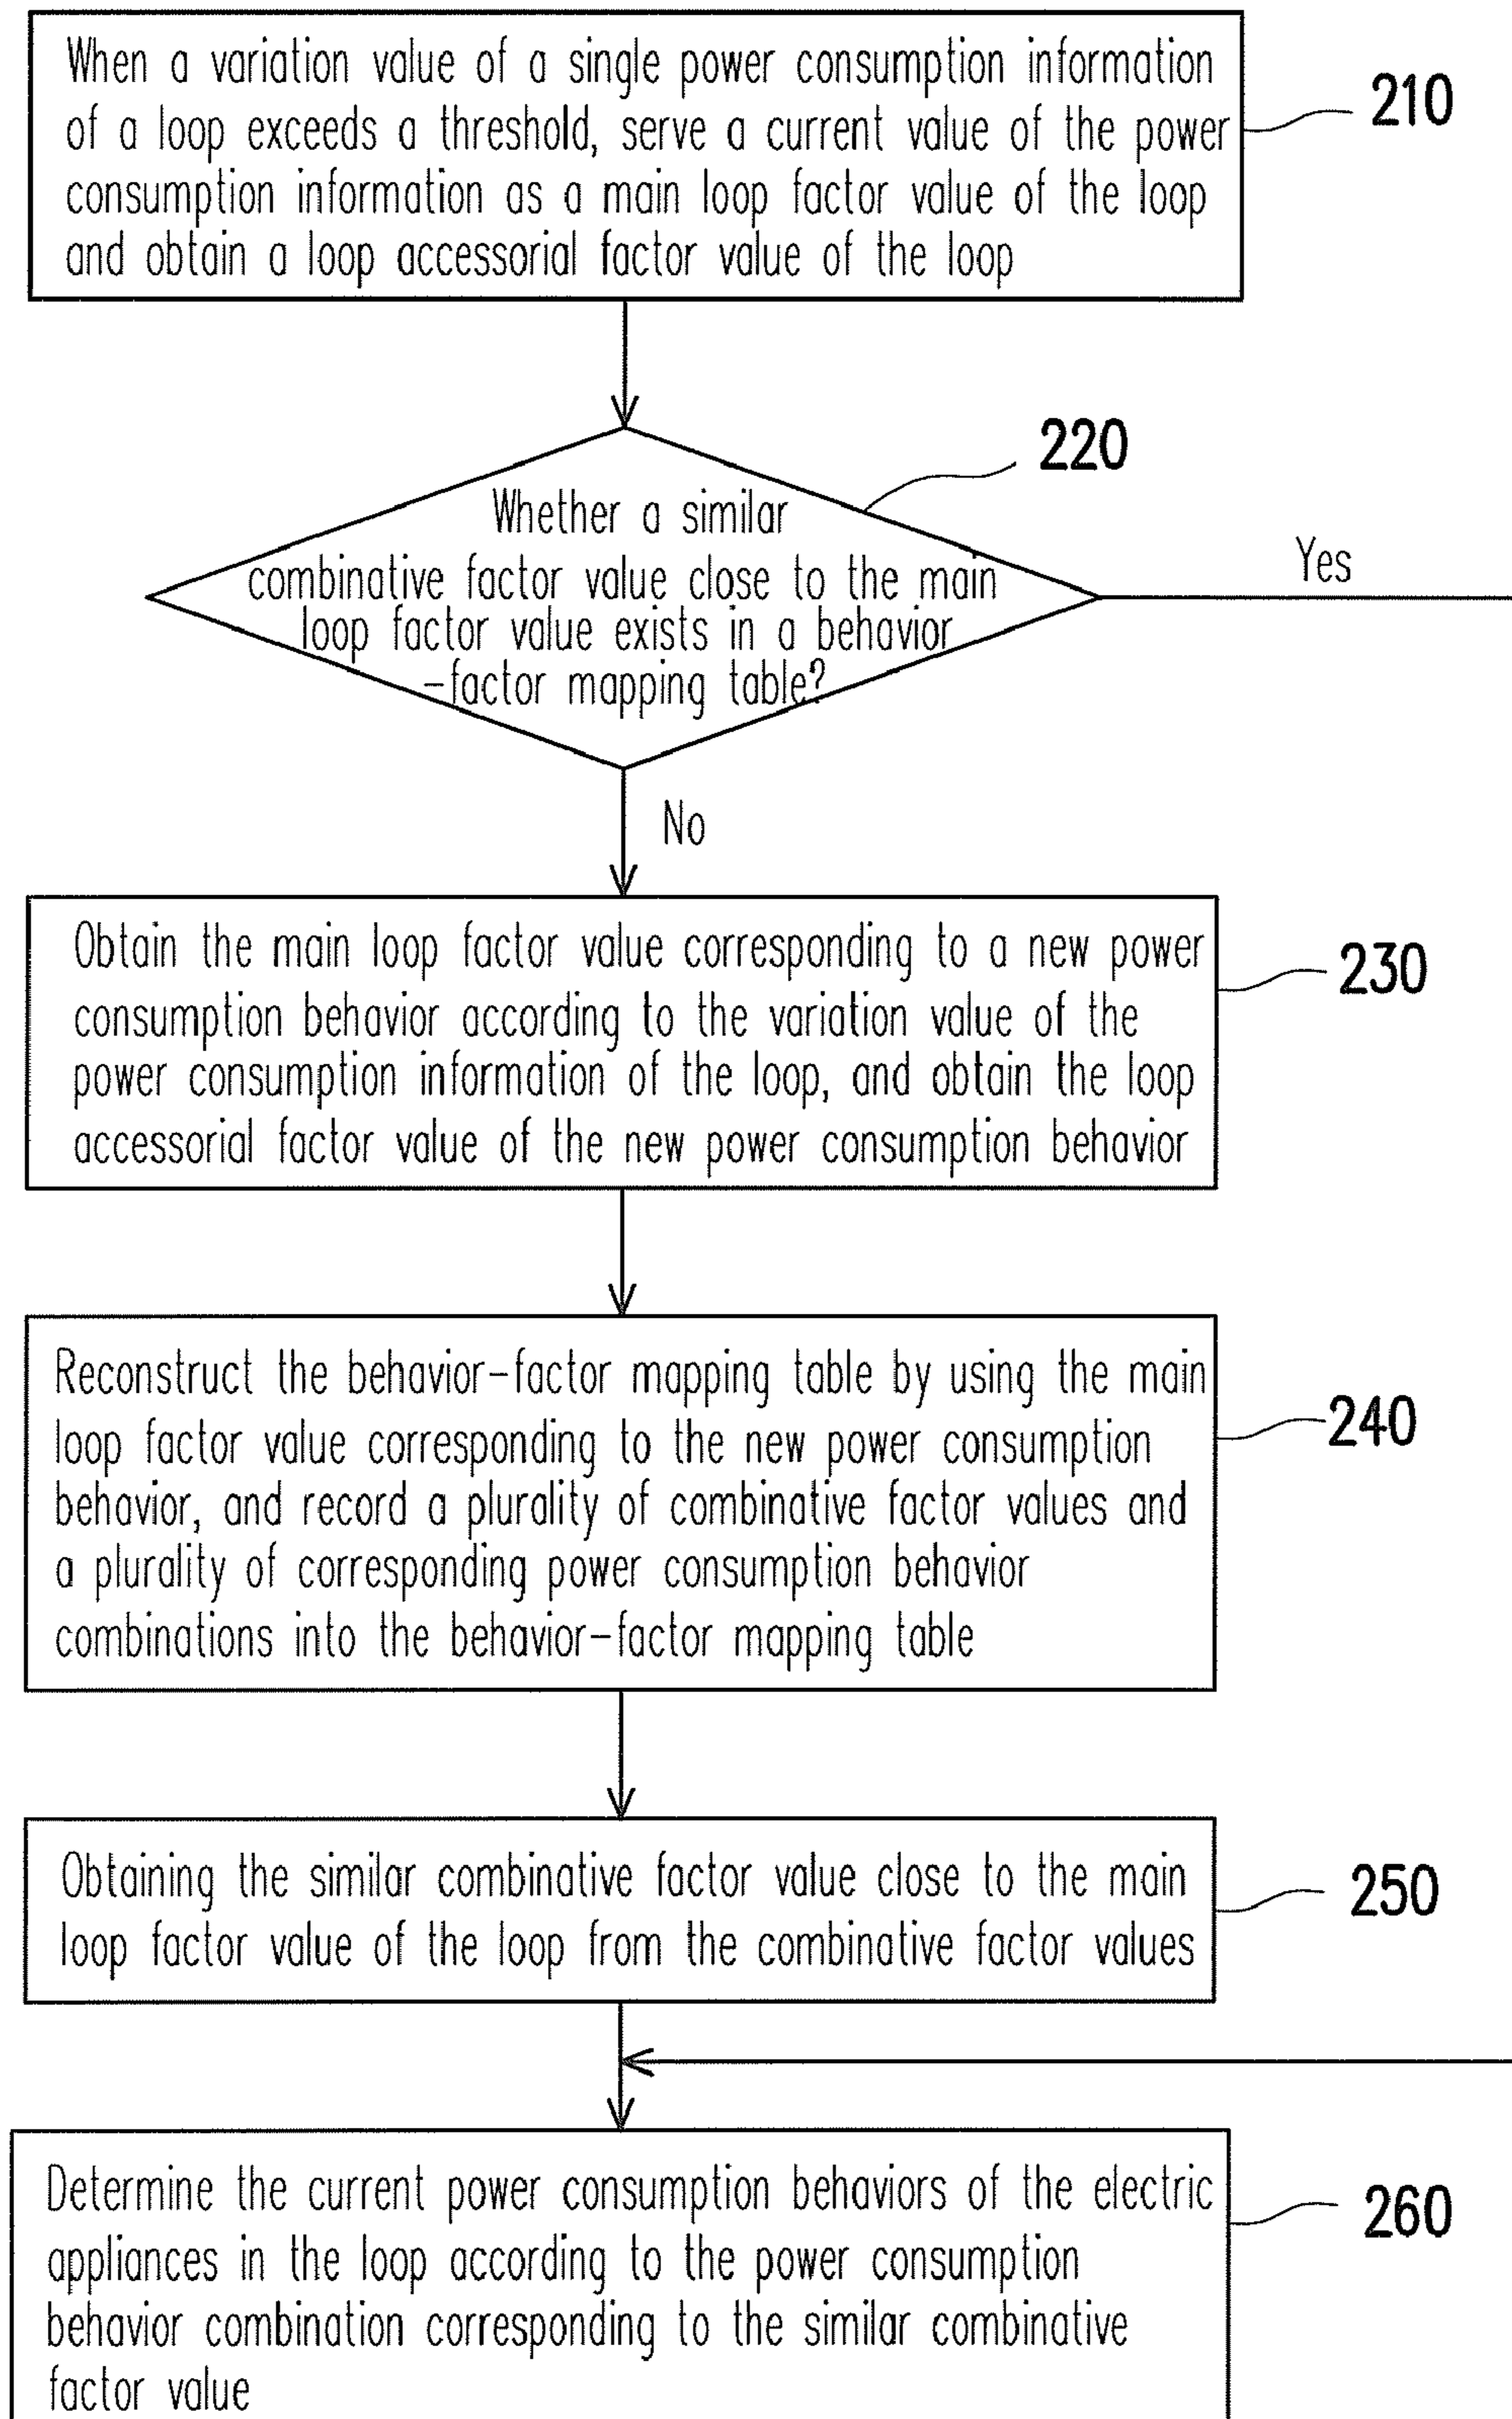 When a variation value of a single power consumption information
of a loop exceeds a threshold, serve a current value of the power
consumption information as a main loop factor value of the loop
and obtain a loop accessorial factor value of the loop
210
220
Whether a similar
combinative factor value close to the main
loop factor value exists in a behavior
-factor mapping table?
Yes
No
Obtain the main loop factor value corresponding to a new power
consumption behavior according to the variation value of the
power consumption information of the loop, and obtain the loop
accessorial factor value of the new power consumption behavior
230
Reconstruct the behavior-factor mapping table by using the main
loop factor value corresponding to the new power consumption
behavior, and record a plurality of combinative factor values and
a plurality of corresponding power consumption behavior
combinations into the behavior-factor mapping table
240
Obtaining the similar combinative factor value close to the main
loop factor value of the loop from the combinative factor values
250
Determine the current power consumption behaviors of the electric
appliances in the loop according to the power consumption
behavior combination corresponding to the similar combinative
factor value
260